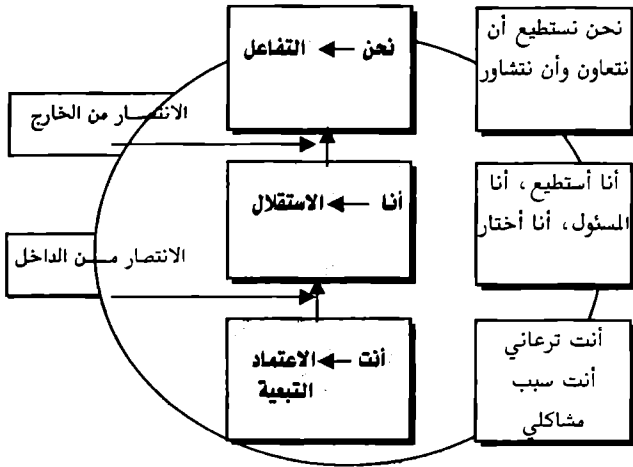 نحن نستطيع أن
نتعاون وأن نتشاور
نحن ← التفاعل
الانتصار من الخارج
أنا أستطيع، أنا
المسئول، أنا أختار
أنا ← الاستقلال
الانتصار من الداخل
أنت ترعاني
أنت سبب
مشاكلي
أنت ← الاعتماد
التبعية